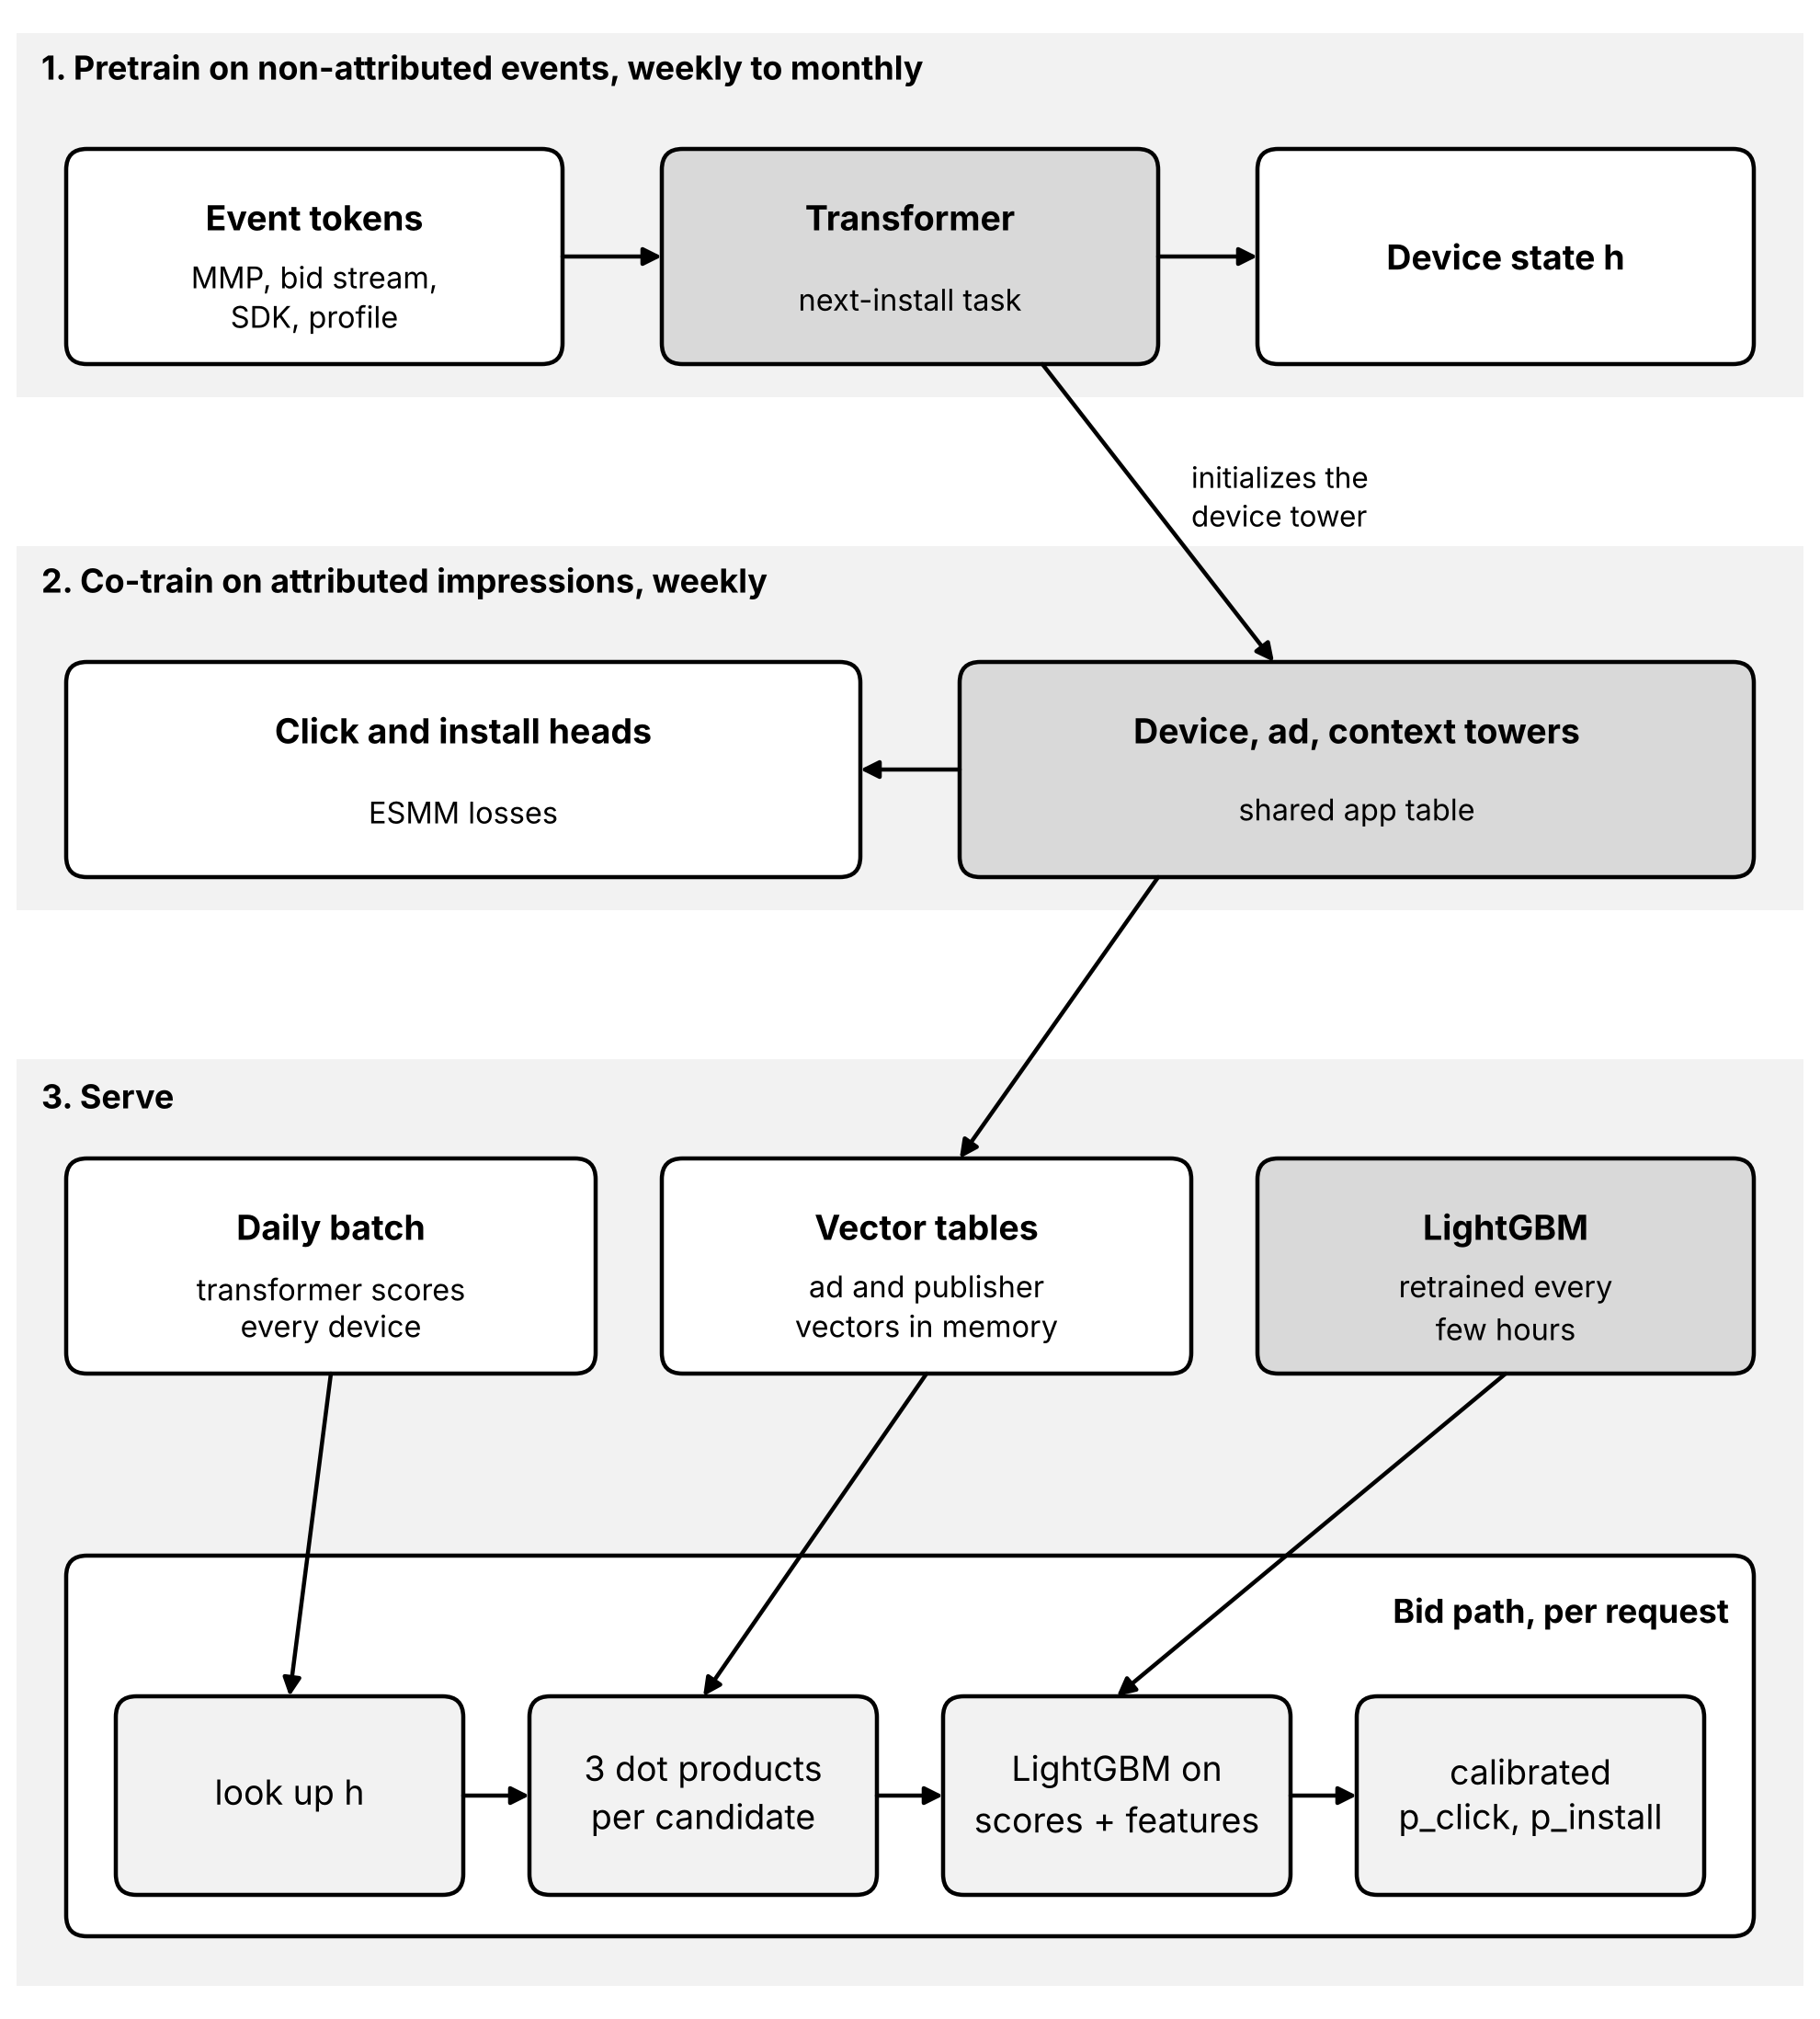 1. Pretrain on non-attributed events, weekly to monthly
Event tokens
MMP, bid stream,
SDK, profile
Transformer
next-install task
Device state h
initializes the
device tower
2. Co-train on attributed impressions, weekly
Click and install heads
ESMM losses
Device, ad, context towers
shared app table
3. Serve
Daily batch
transformer scores
every device
Vector tables
ad and publisher
vectors in memory
LightGBM
retrained every
few hours
Bid path, per request
look up h
3 dot products
per candidate
LightGBM on
scores + features
calibrated
p_click, p_install